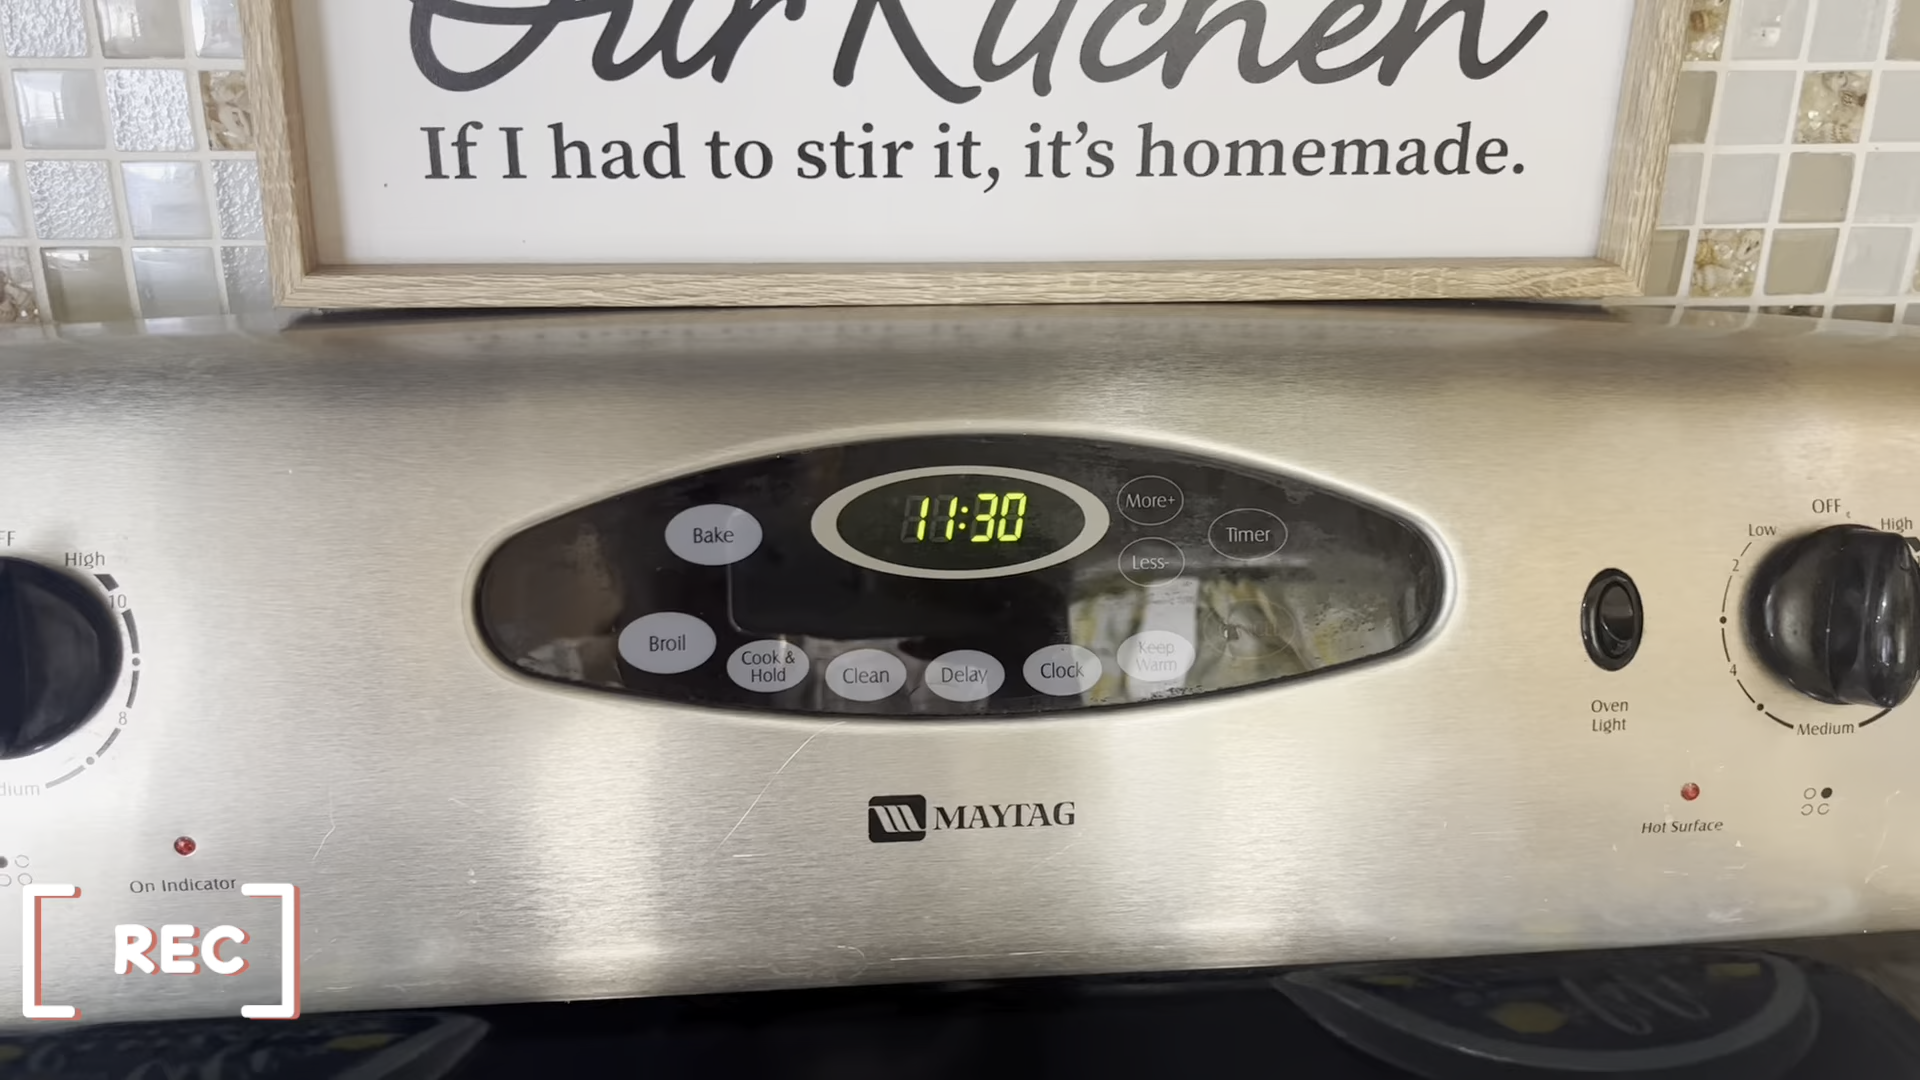 Our Kitchen
If I had to stir it, it's homemade.
11:30
More+
Less-
Timer
Bake
Broil
Cook &
Hold
Clean
Delay
Clock
Keep
Warm
High
10
8
On Indicator
MAYTAG
Oven
Light
OFF
Low
High
2
4
Medium
Hot Surface
REC